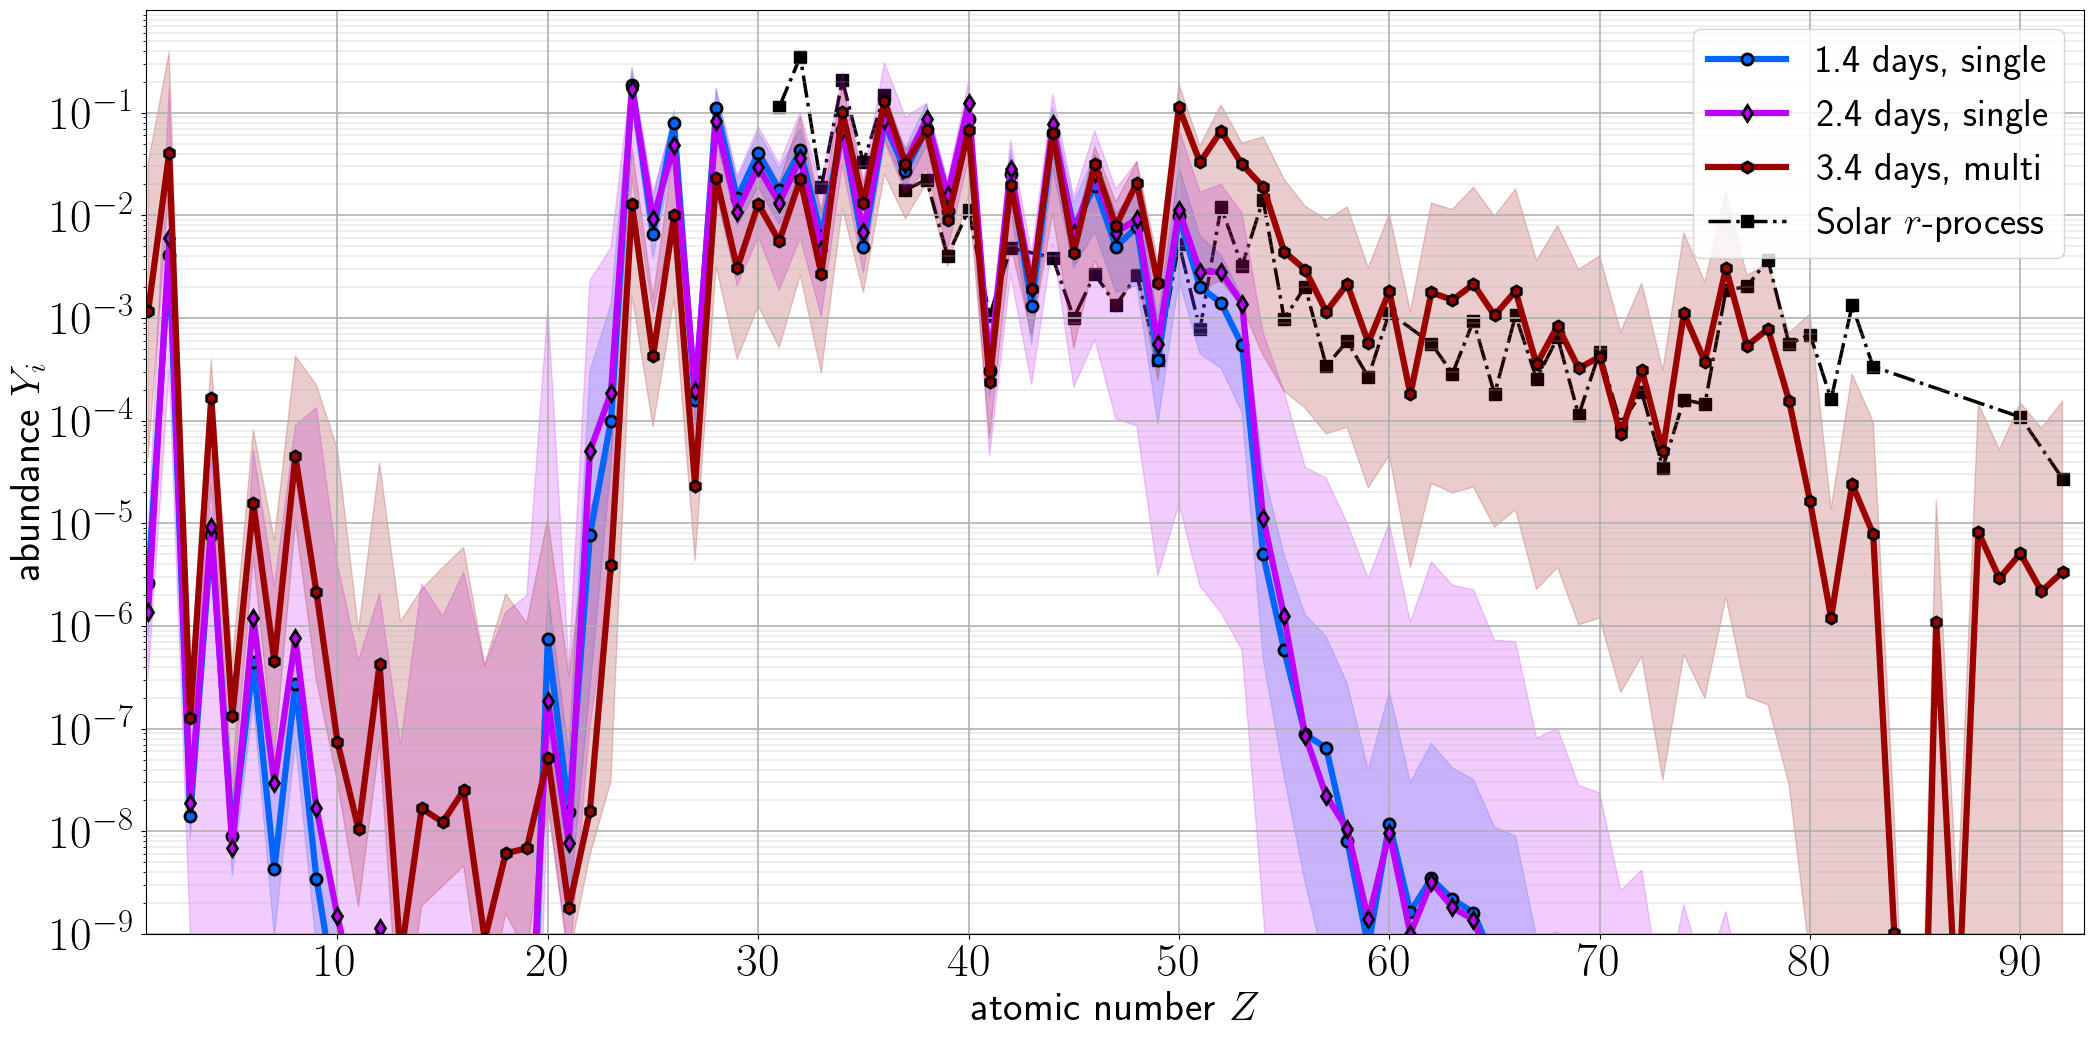 abundance $Y_i$
10⁻¹
10⁻²
10⁻³
10⁻⁴
10⁻⁵
10⁻⁶
10⁻⁷
10⁻⁸
10⁻⁹
1.4 days, single
2.4 days, single
3.4 days, multi
Solar r-process
10 20 30 40 50 60 70 80 90
atomic number Z